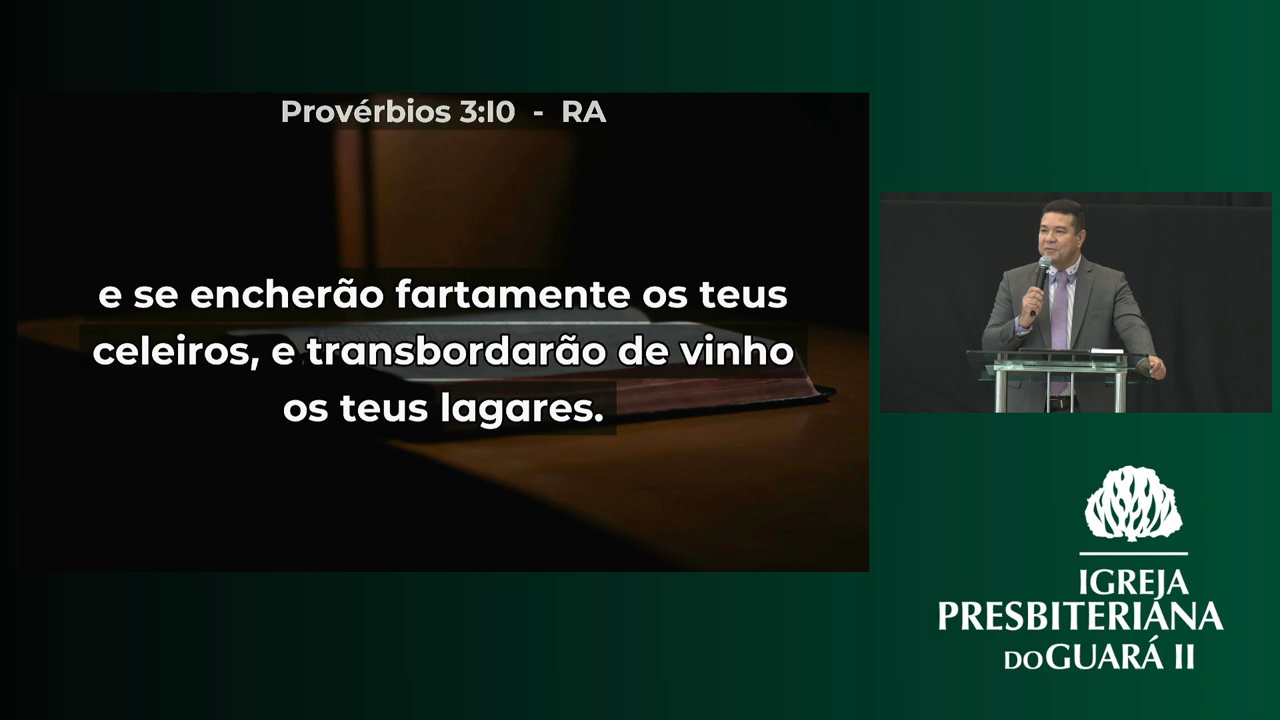 Provérbios 3:10 - RA
e se encherão fartamente os teus
celeiros, e transbordarão de vinho
os teus lagares.
IGREJA
PRESBITERIANA
DO GUARÁ II